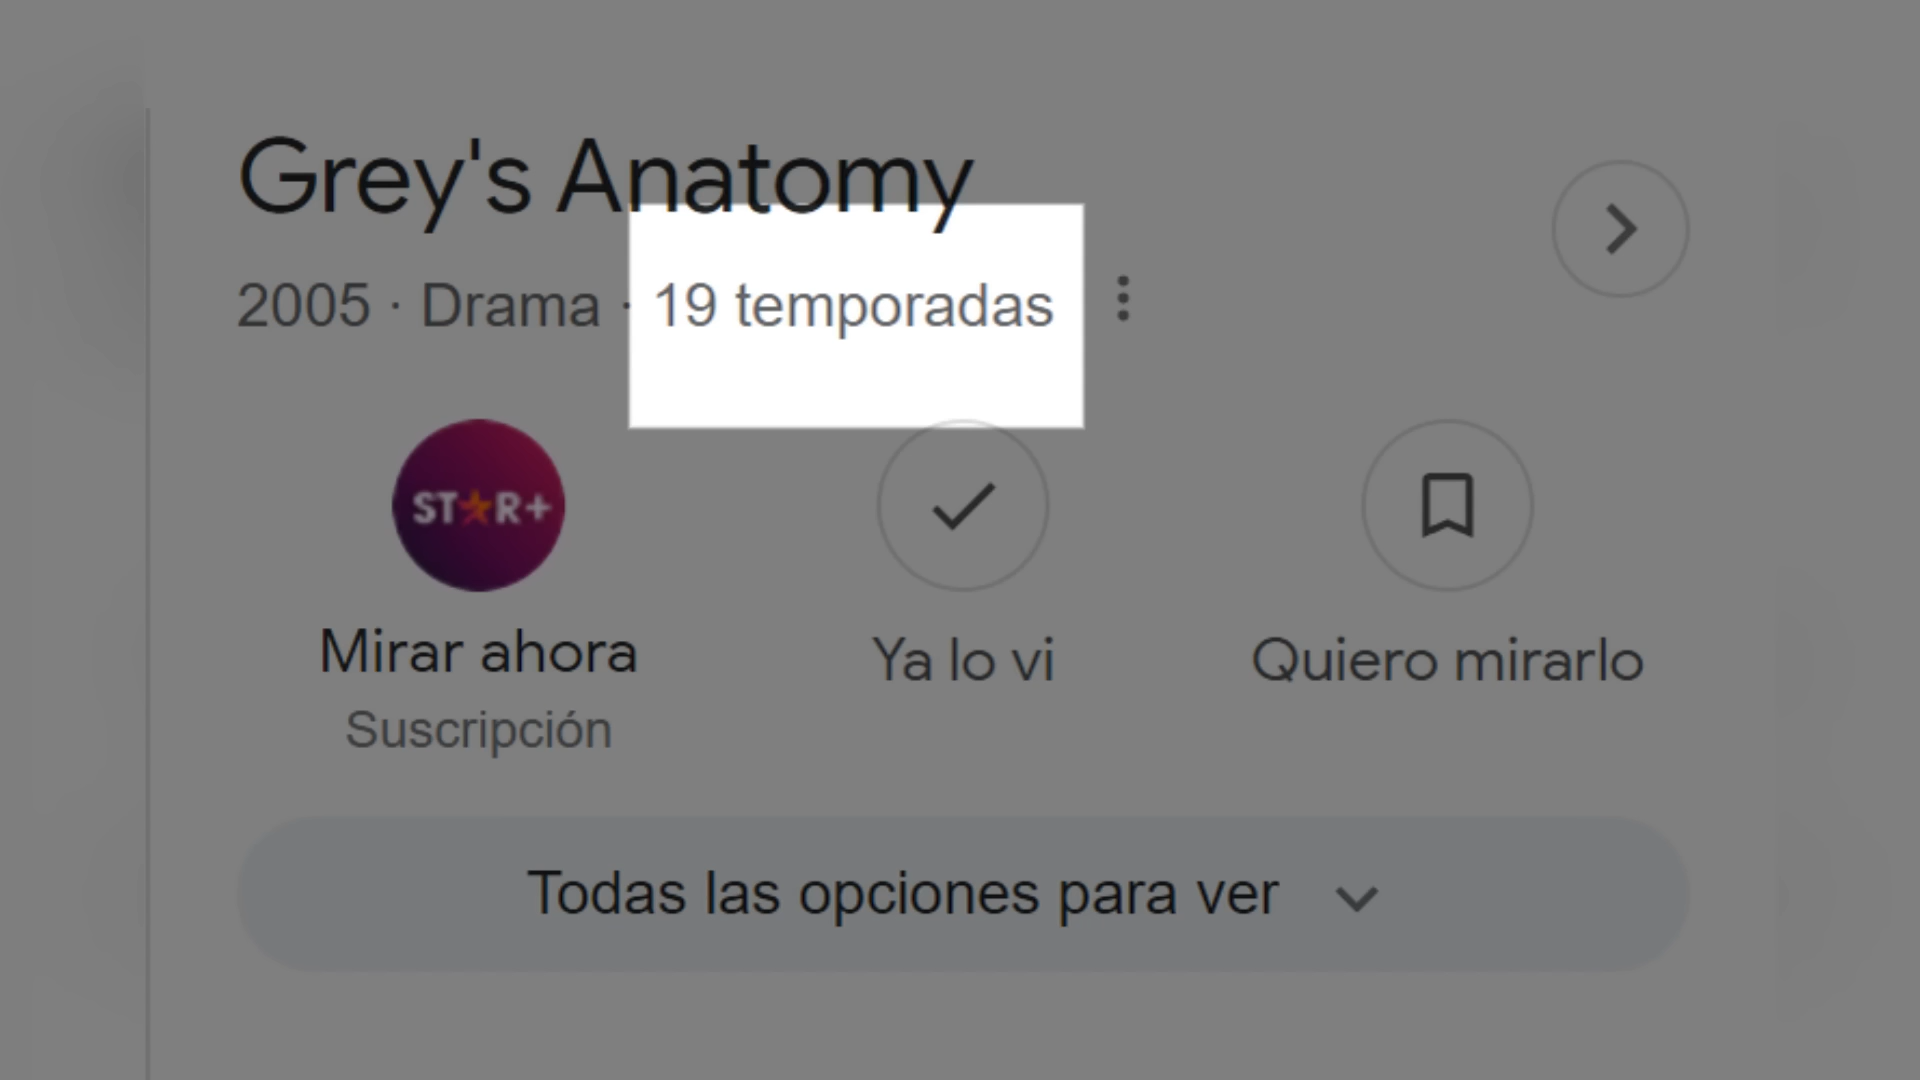 Grey's Anatomy
2005 · Drama · 19 temporadas
ST★R+
Mirar ahora
Suscripción
Ya lo vi
Quiero mirarlo
Todas las opciones para ver